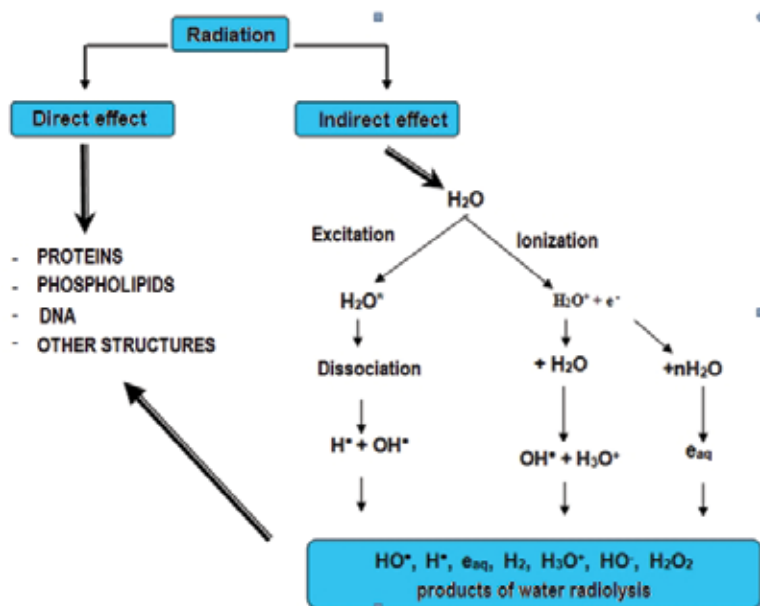 Radiation
Direct effect
Indirect effect
H₂O
Excitation
Ionization
- PROTEINS
- PHOSPHOLIPIDS
- DNA
- OTHER STRUCTURES
H₂O*
H₂O⁺ + e⁻
Dissociation
+ H₂O
+nH₂O
H• + OH•
OH• + H₃O⁺
eaq
HO•, H•, eaq, H₂, H₃O⁺, HO⁻, H₂O₂
products of water radiolysis